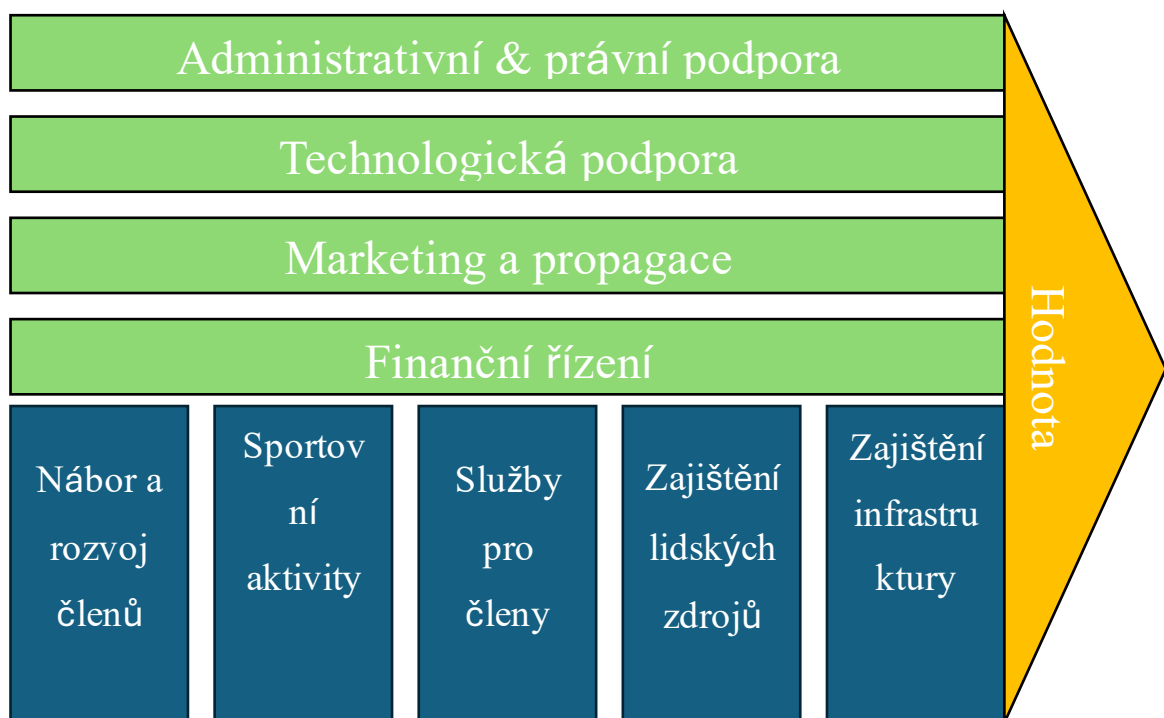 Administrativní & právní podpora
Technologická podpora
Marketing a propagace
Finanční řízení
Hodnota
Nábor a
rozvoj
členů
Sportov
ní
aktivity
Služby
pro
členy
Zajištění
lidských
zdrojů
Zajištění
infrastru
ktury